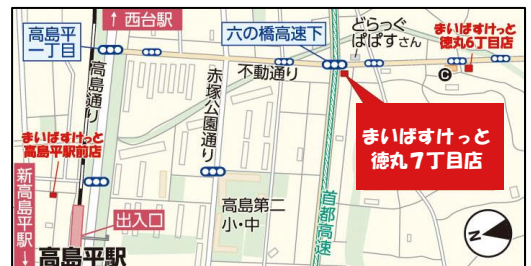 ↑西台駅
高島平
一丁目
六の橋高速下
どらっぐ
ぱぱすさん
まいばすけっと
徳丸6丁目店
不動通り
C
高島通り
赤塚公園通り
まいばすけっと
徳丸7丁目店
まいばすけっと
高島平駅前店
新高島平駅↓
出入口
高島平駅
高島第二
小・中
首都高速
N